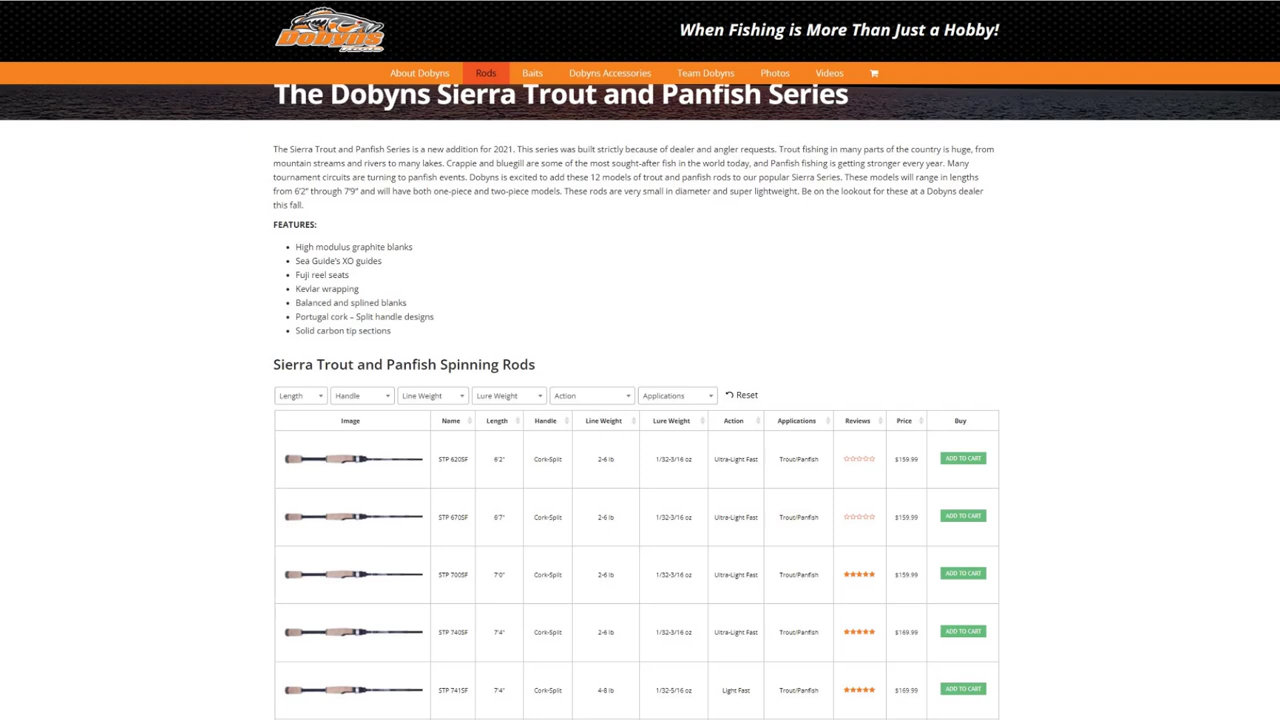 Dobyns
Rods
When Fishing is More Than Just a Hobby!
About Dobyns Rods Baits Dobyns Accessories Team Dobyns Photos Videos
The Dobyns Sierra Trout and Panfish Series
The Sierra Trout and Panfish Series is a new addition for 2021. This series was built strictly because of dealer and angler requests. Trout fishing in many parts of the country is huge, from
mountain streams and rivers to many lakes. Crappie and bluegill are some of the most sought-after fish in the world today, and Panfish fishing is getting stronger every year. Many
tournament circuits are turning to panfish events. Dobyns is excited to add these 12 models of trout and panfish rods to our popular Sierra Series. These models will range in lengths
from 6'2" through 7'9" and will have both one-piece and two-piece models. These rods are very small in diameter and super lightweight. Be on the lookout for these at a Dobyns dealer
this fall.
FEATURES:
• High modulus graphite blanks
• Sea Guide's XO guides
• Fuji reel seats
• Kevlar wrapping
• Balanced and splined blanks
• Portugal cork – Split handle designs
• Solid carbon tip sections
Sierra Trout and Panfish Spinning Rods
Length Handle Line Weight Lure Weight Action Applications Reset
Image Name Length Handle Line Weight Lure Weight Action Applications Reviews Price Buy
STP 620SF 6'2" Cork-Split 2-6 lb 1/32-3/16 oz Ultra-Light Fast Trout/Panfish $159.99 ADD TO CART
STP 670SF 6'7" Cork-Split 2-6 lb 1/32-3/16 oz Ultra-Light Fast Trout/Panfish $159.99 ADD TO CART
STP 700SF 7'0" Cork-Split 2-6 lb 1/32-3/16 oz Ultra-Light Fast Trout/Panfish $159.99 ADD TO CART
STP 740SF 7'4" Cork-Split 2-6 lb 1/32-3/16 oz Ultra-Light Fast Trout/Panfish $169.99 ADD TO CART
STP 741SF 7'4" Cork-Split 4-8 lb 1/32-5/16 oz Light Fast Trout/Panfish $169.99 ADD TO CART